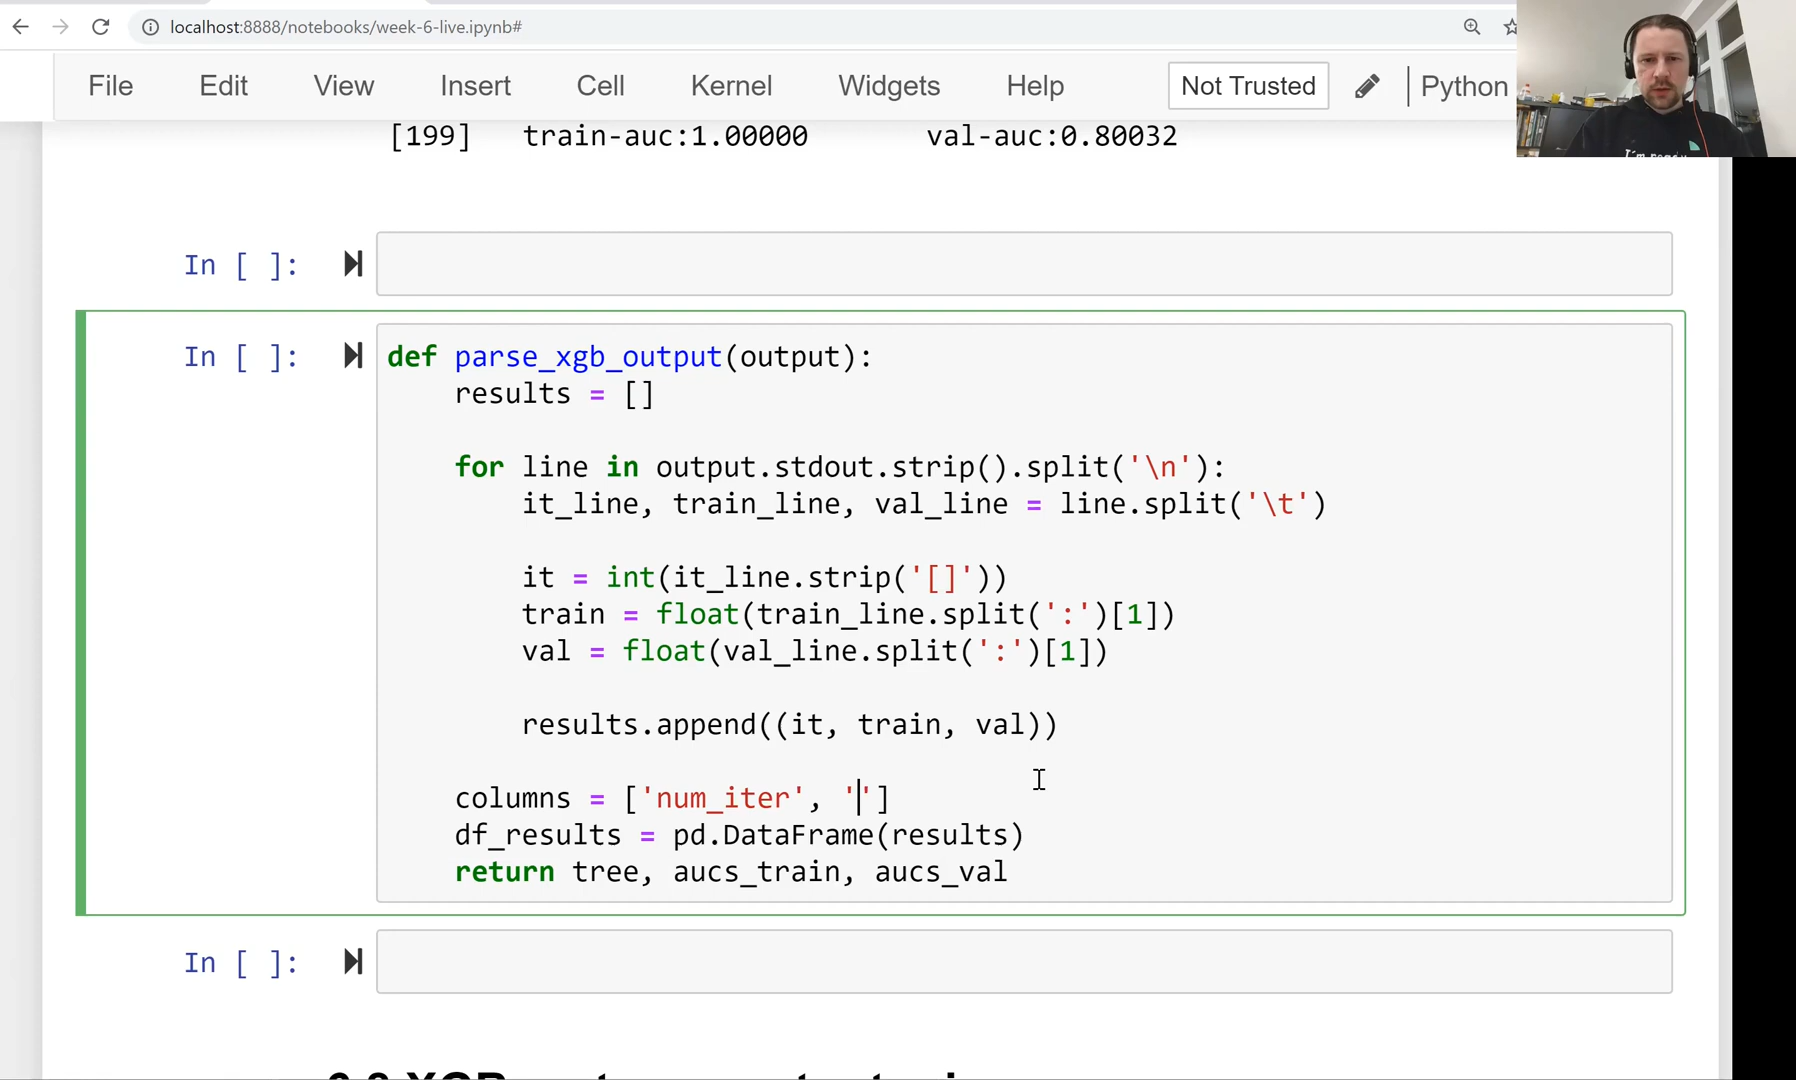 localhost:8888/notebooks/week-6-live.ipynb#
File Edit View Insert Cell Kernel Widgets Help Not Trusted Python
[199] train-auc:1.00000 val-auc:0.80032
In [ ]:
In [ ]: def parse_xgb_output(output):
results = []
for line in output.stdout.strip().split('\n'):
it_line, train_line, val_line = line.split('\t')
it = int(it_line.strip('[]'))
train = float(train_line.split(':')[1])
val = float(val_line.split(':')[1])
results.append((it, train, val))
columns = ['num_iter', '']
df_results = pd.DataFrame(results)
return tree, aucs_train, aucs_val
In [ ]: